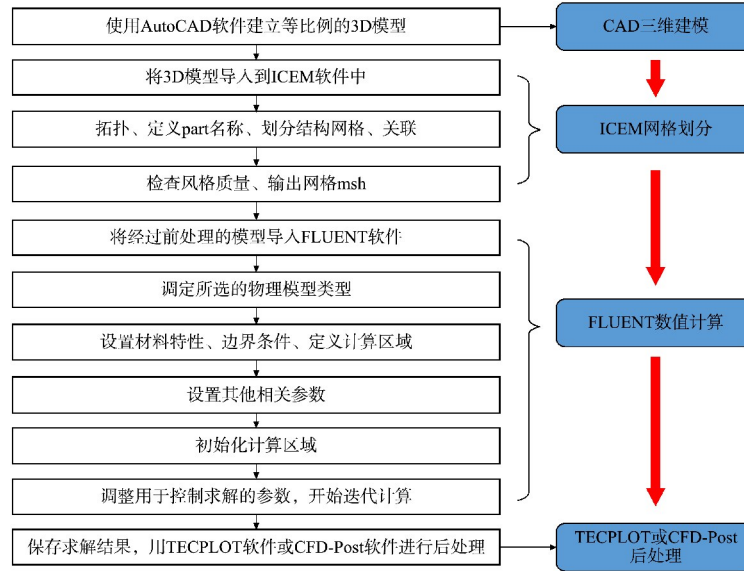 使用AutoCAD软件建立等比例的3D模型
CAD三维建模
将3D模型导入到ICEM软件中
拓扑、定义part名称、划分结构网格、关联
ICEM网格划分
检查风格质量、输出网格msh
将经过前处理的模型导入FLUENT软件
调定所选的物理模型类型
设置材料特性、边界条件、定义计算区域
FLUENT数值计算
设置其他相关参数
初始化计算区域
调整用于控制求解的参数，开始迭代计算
保存求解结果，用TECPLOT软件或CFD-Post软件进行后处理
TECPLOT或CFD-Post
后处理